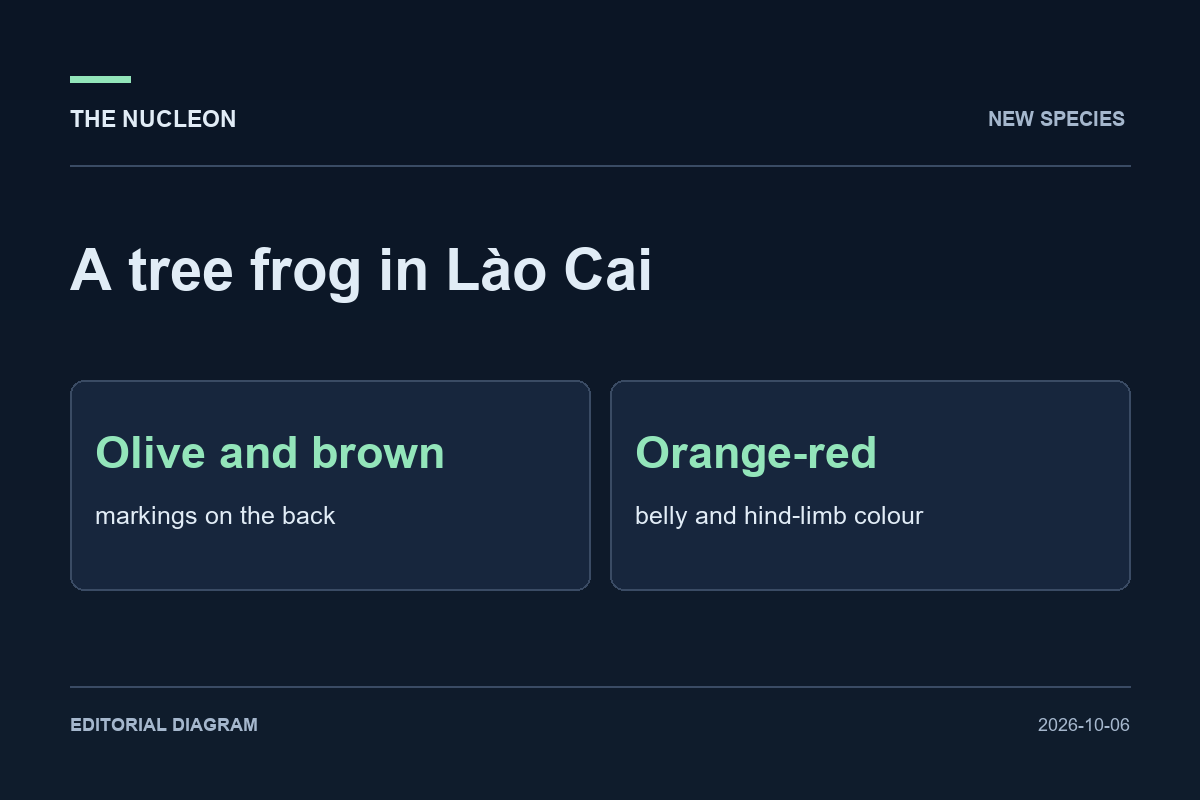 THE NUCLEON
NEW SPECIES
A tree frog in Lào Cai
Olive and brown
markings on the back
Orange-red
belly and hind-limb colour
EDITORIAL DIAGRAM
2026-10-06